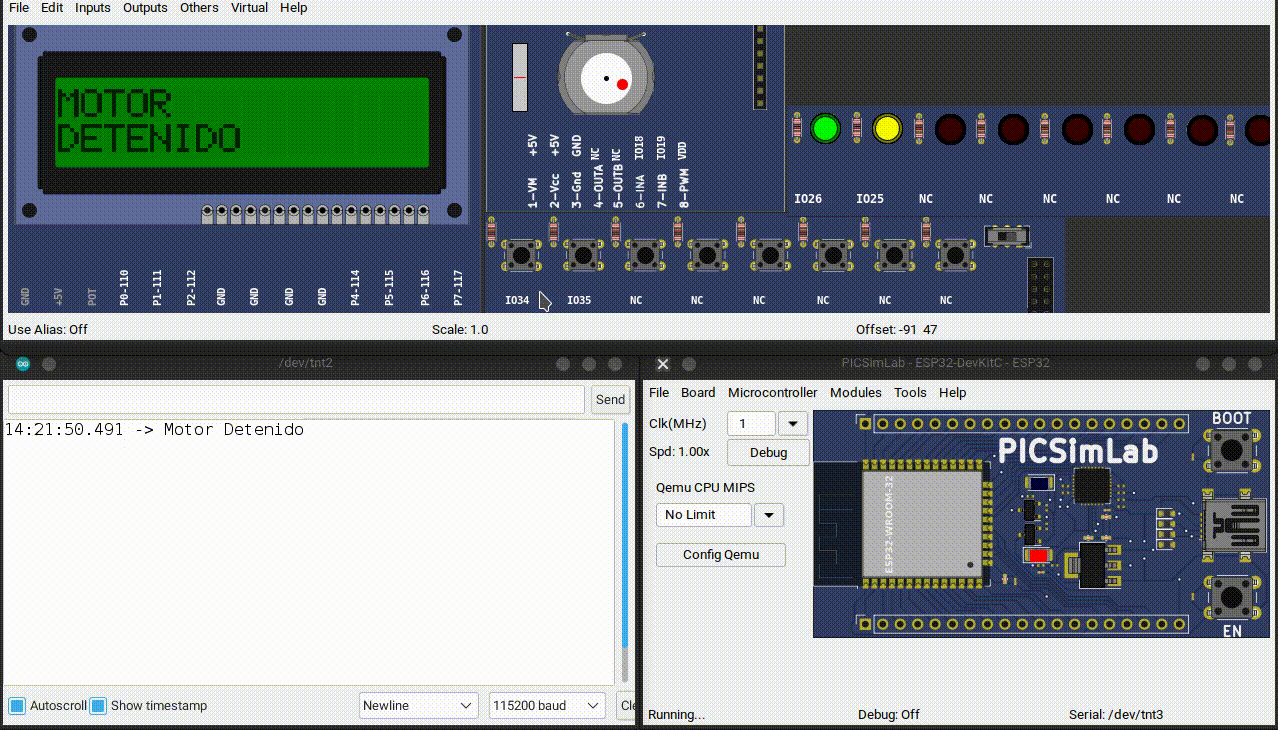 File Edit Inputs Outputs Others Virtual Help
MOTOR
DETENIDO
GND
+5V
POT
P0-110
P1-111
P2-112
GND
GND
GND
GND
P4-114
P5-115
P6-116
P7-117
1-VM +5V
2-Vcc +5V
3-Gnd GND
4-OUTA NC
5-OUTB NC
6-INA IO18
7-INB IO19
8-PWM VDD
IO26 IO25 NC NC NC NC NC NC
IO34 IO35 NC NC NC NC NC NC
Use Alias: Off Scale: 1.0 Offset: -91 47
/dev/tnt2
Send
14:21:50.491 -> Motor Detenido
Autoscroll Show timestamp Newline 115200 baud Cle
PICSimLab - ESP32-DevKitC - ESP32
File Board Microcontroller Modules Tools Help
Clk(MHz) 1
Spd: 1.00x Debug
Qemu CPU MIPS
No Limit
Config Qemu
BOOT
PICSimLab
ESP32-WROOM-32
EN
Running... Debug: Off Serial: /dev/tnt3